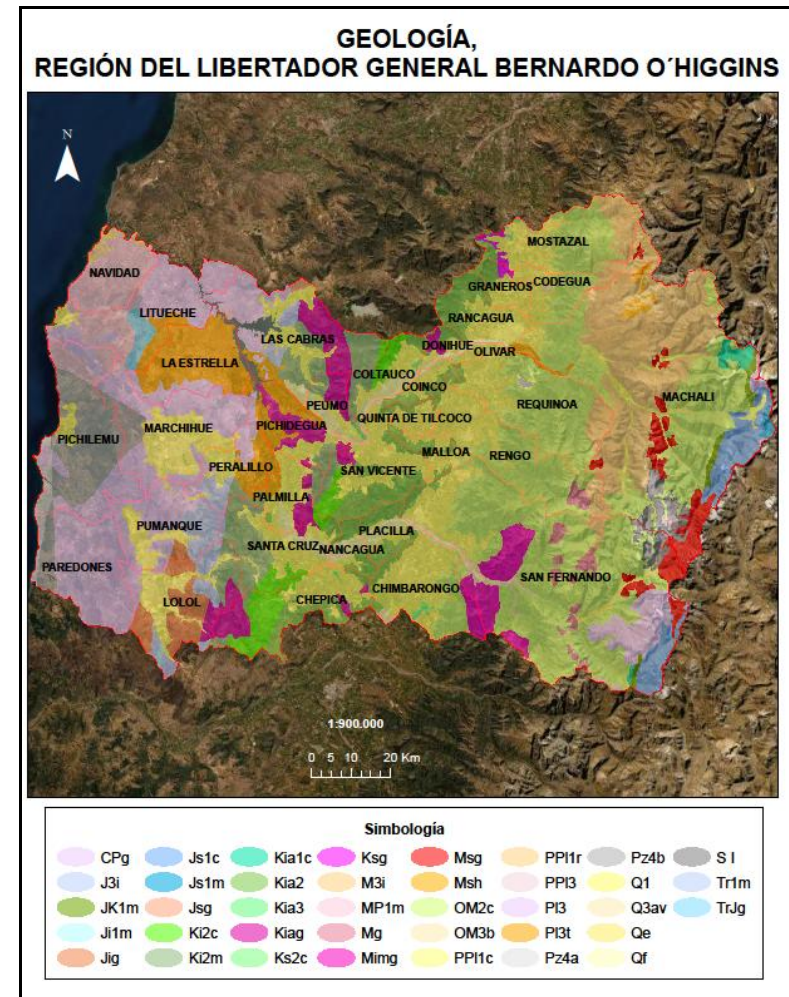 GEOLOGÍA,
REGIÓN DEL LIBERTADOR GENERAL BERNARDO O´HIGGINS
N
MOSTAZAL
NAVIDAD
CODEGUA
GRANEROS
LITUECHE
RANCAGUA
LAS CABRAS
DONIHUE
OLIVAR
LA ESTRELLA
COLTAUCO
COINCO
MACHALI
PEUMO
REQUINOA
QUINTA DE TILCOCO
PICHIDEGUA
MARCHIHUE
PICHILEMU
MALLOA
RENGO
PERALILLO
SAN VICENTE
PALMILLA
PUMANQUE
PLACILLA
SANTA CRUZ
NANCAGUA
PAREDONES
SAN FERNANDO
CHIMBARONGO
LOLOL
CHEPICA
1:900.000
0 5 10 20 Km
Simbología
CPg Js1c Kia1c Ksg Msg PPl1r Pz4b S I
J3i Js1m Kia2 M3i Msh PPl3 Q1 Tr1m
JK1m Jsg Kia3 MP1m OM2c Pl3 Q3av TrJg
Ji1m Ki2c Kiag Mg OM3b Pl3t Qe
Jig Ki2m Ks2c Mimg PPl1c Pz4a Qf